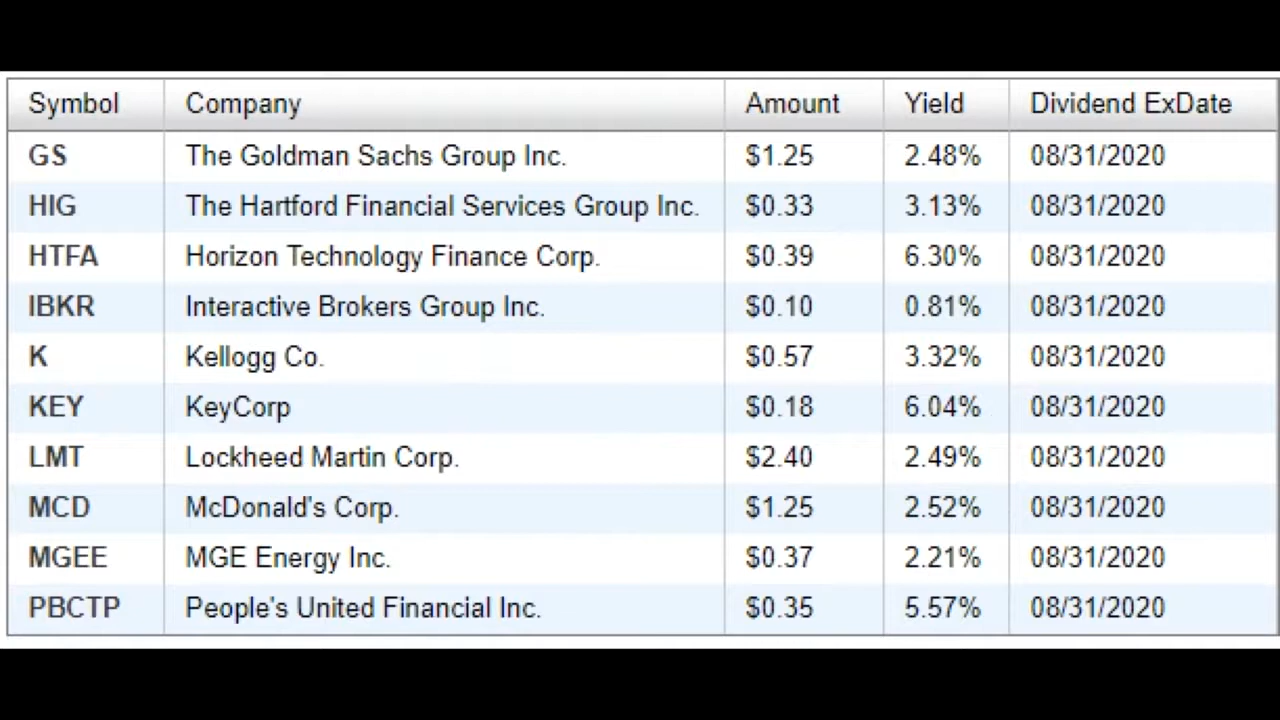 Symbol Company Amount Yield Dividend ExDate
GS The Goldman Sachs Group Inc. $1.25 2.48% 08/31/2020
HIG The Hartford Financial Services Group Inc. $0.33 3.13% 08/31/2020
HTFA Horizon Technology Finance Corp. $0.39 6.30% 08/31/2020
IBKR Interactive Brokers Group Inc. $0.10 0.81% 08/31/2020
K Kellogg Co. $0.57 3.32% 08/31/2020
KEY KeyCorp $0.18 6.04% 08/31/2020
LMT Lockheed Martin Corp. $2.40 2.49% 08/31/2020
MCD McDonald's Corp. $1.25 2.52% 08/31/2020
MGEE MGE Energy Inc. $0.37 2.21% 08/31/2020
PBCTP People's United Financial Inc. $0.35 5.57% 08/31/2020